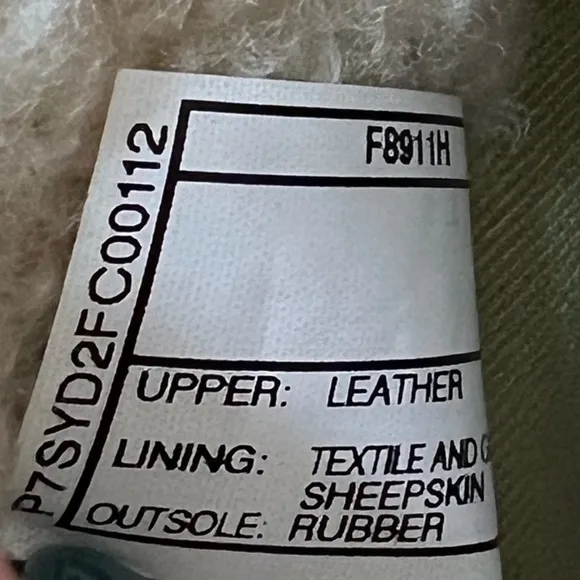 F8911H
P7SYD2FC00112
UPPER: LEATHER
LINING: TEXTILE AND
SHEEPSKIN
OUTSOLE: RUBBER